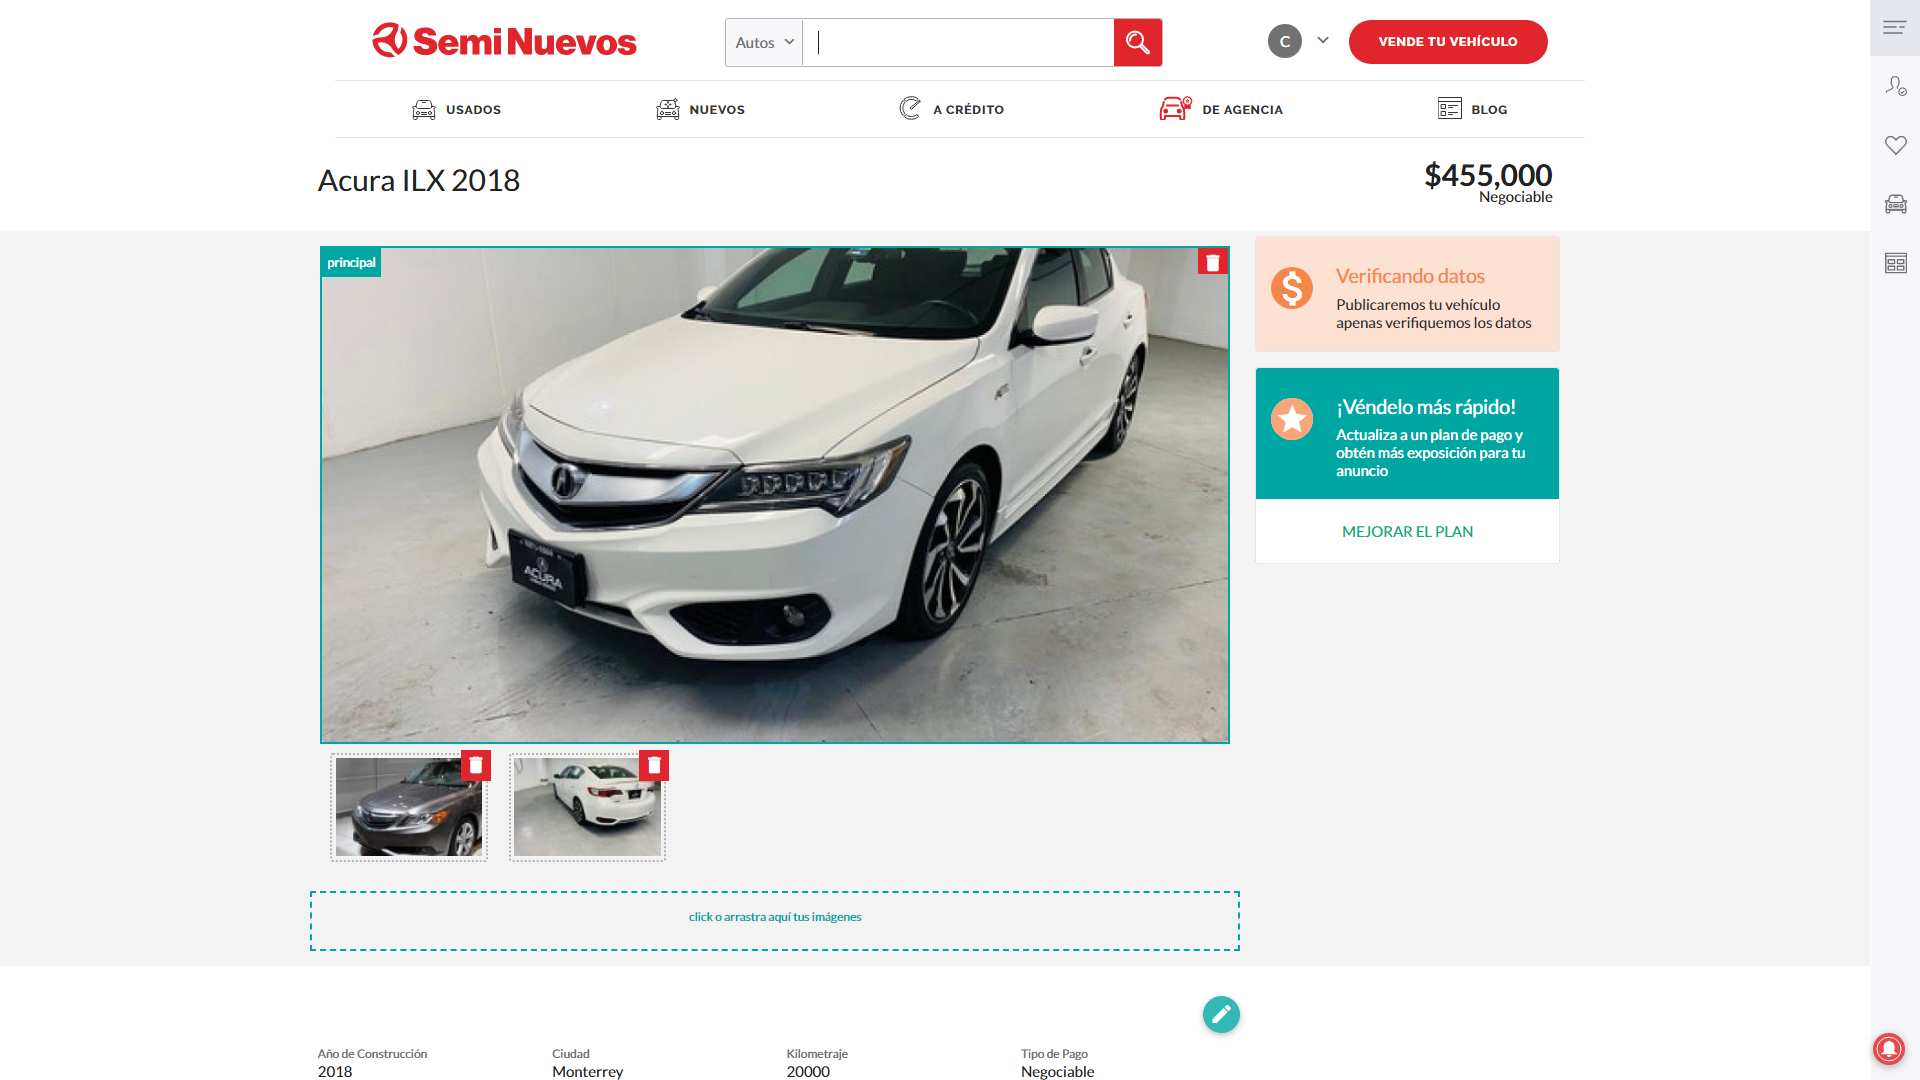 Semi Nuevos
Autos
C
VENDE TU VEHÍCULO
USADOS
NUEVOS
A CRÉDITO
DE AGENCIA
BLOG
Acura ILX 2018
$455,000
Negociable
principal
ACURA
Verificando datos
Publicaremos tu vehículo
apenas verifiquemos los datos
¡Véndelo más rápido!
Actualiza a un plan de pago y
obtén más exposición para tu
anuncio
MEJORAR EL PLAN
click o arrastra aquí tus imágenes
Año de Construcción
2018
Ciudad
Monterrey
Kilometraje
20000
Tipo de Pago
Negociable